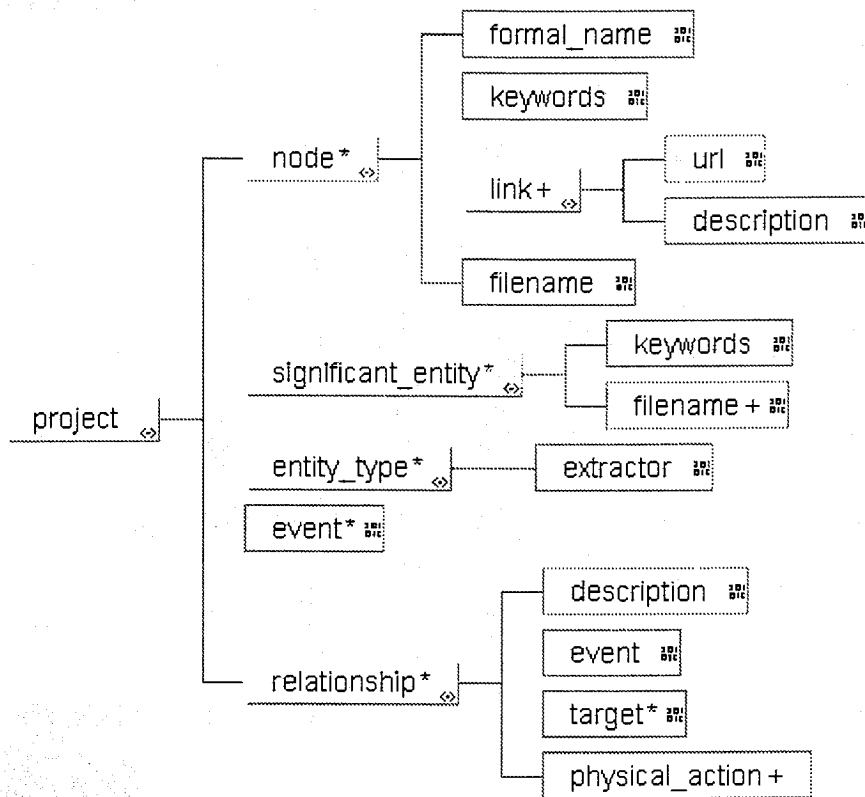 formal_name
keywords
node*
url
link+
description
filename
keywords
significant_entity*
filename +
project
entity_type*
extractor
event*
description
event
relationship*
target*
physical_action +